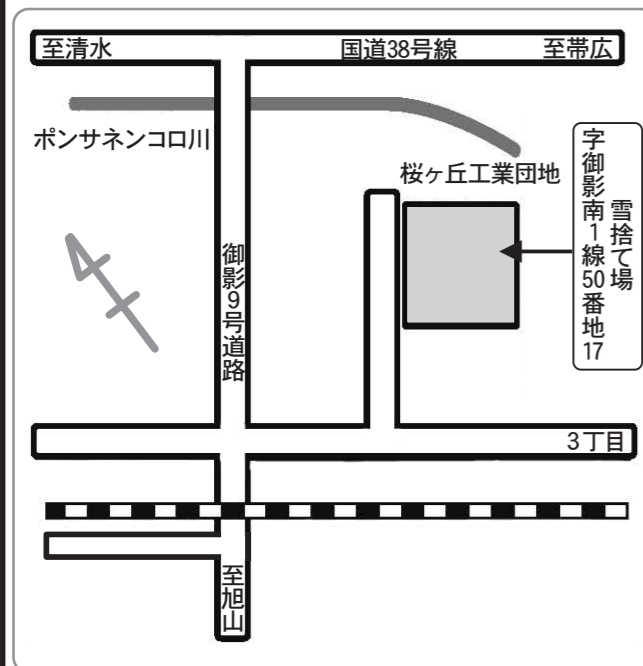 至清水
国道38号線
至帯広
ポンサネンコロ川
桜ヶ丘工業団地
雪捨て場
字御影南1線50番地17
御影9号道路
3丁目
至旭山